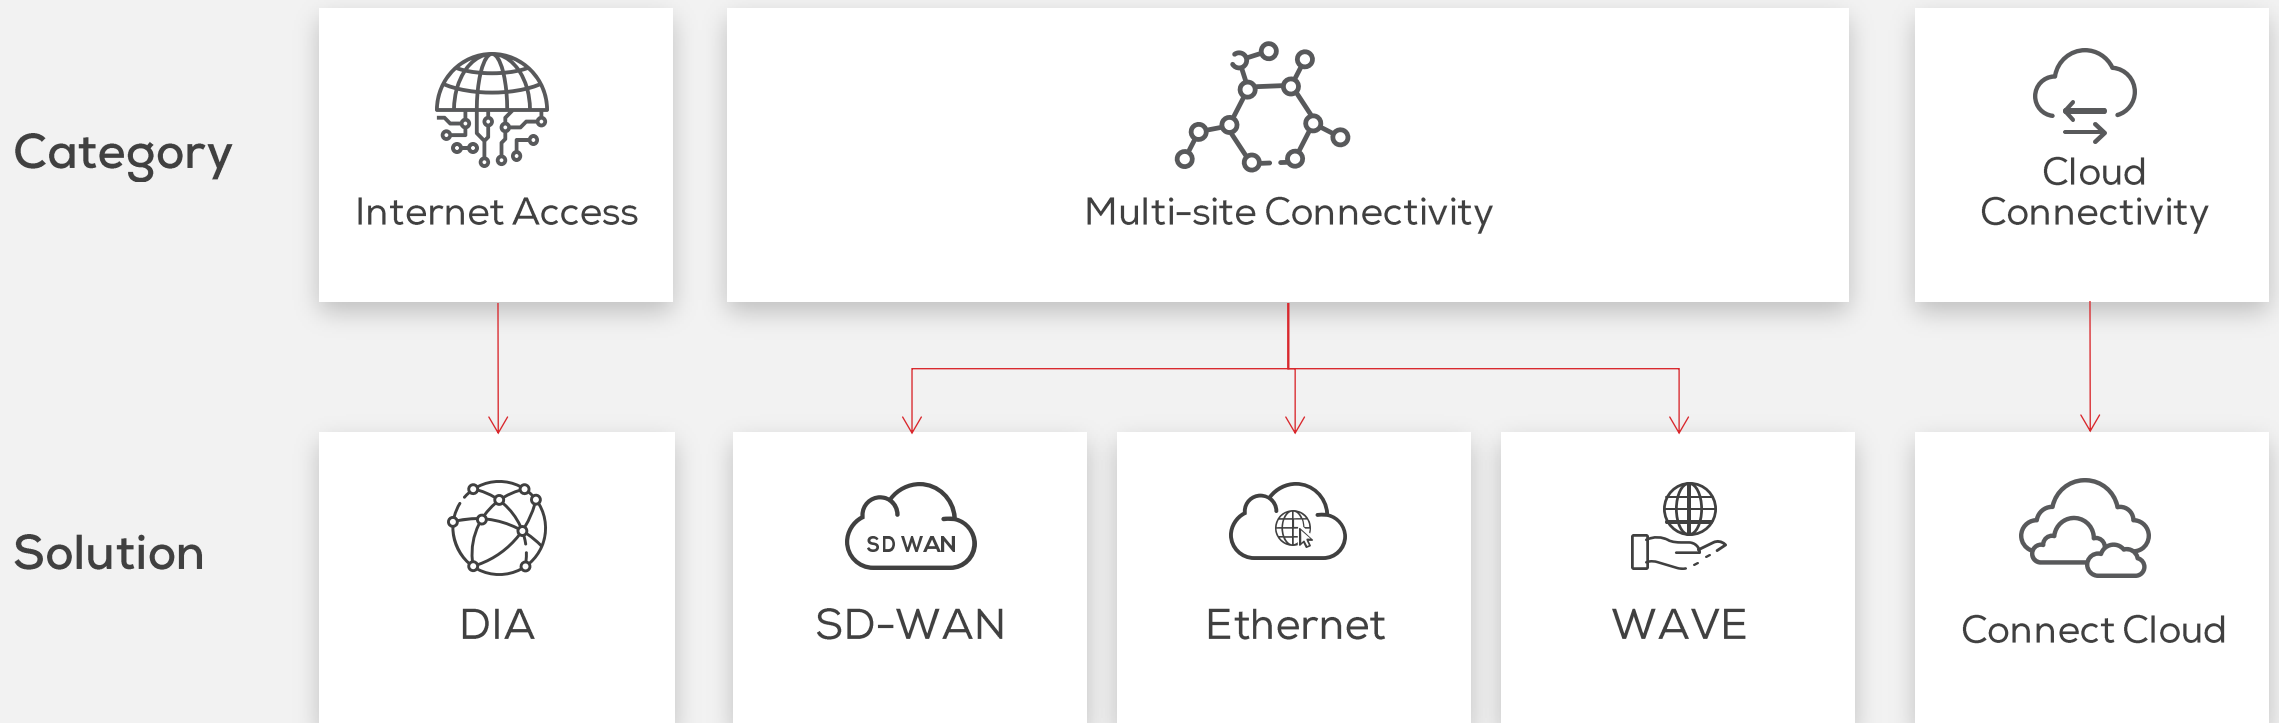 Category
Internet Access
Multi-site Connectivity
Cloud
Connectivity
Solution
DIA
SD WAN
SD-WAN
Ethernet
WAVE
Connect Cloud